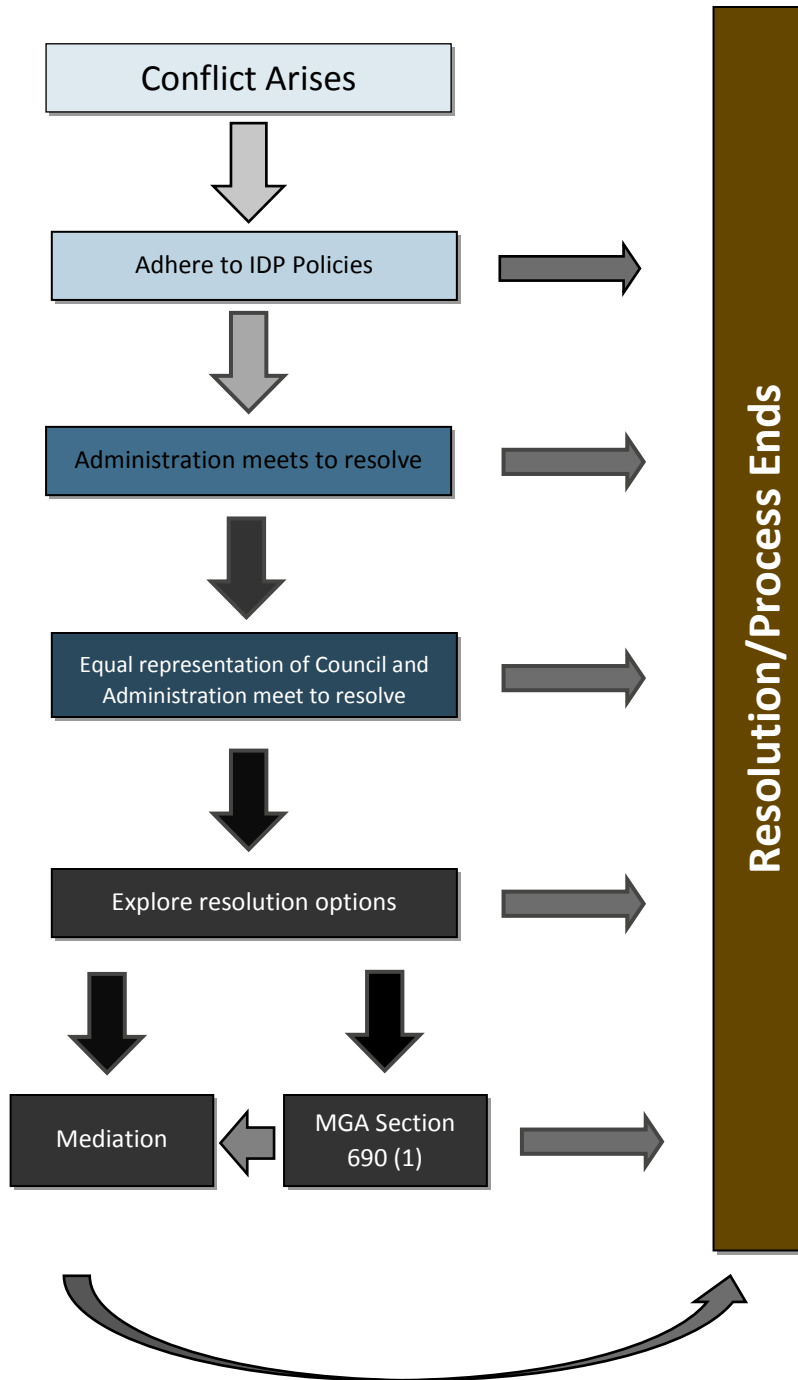 Conflict Arises
Adhere to IDP Policies
Administration meets to resolve
Equal representation of Council and
Administration meet to resolve
Explore resolution options
Mediation
MGA Section
690 (1)
Resolution/Process Ends